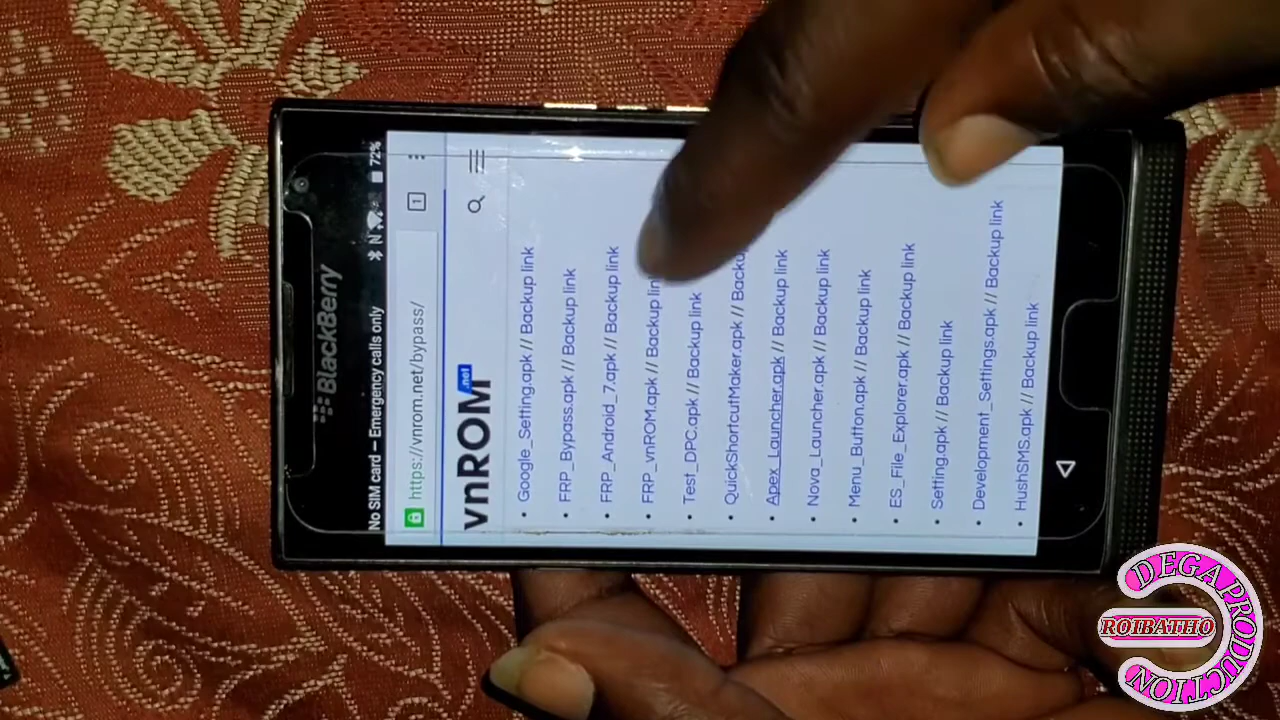 BlackBerry
No SIM card – Emergency calls only 72%
https://vnrom.net/bypass/ 1
vnROM.net
• Google_Setting.apk // Backup link
• FRP_Bypass.apk // Backup link
• FRP_Android_7.apk // Backup link
• FRP_vnROM.apk // Backup lin
• Test_DPC.apk // Backup link
• QuickShortcutMaker.apk // Backu
• Apex_Launcher.apk // Backup link
• Nova_Launcher.apk // Backup link
• Menu_Button.apk // Backup link
• ES_File_Explorer.apk // Backup link
• Setting.apk // Backup link
• Development_Settings.apk // Backup link
• HushSMS.apk // Backup link
DEGA PRODUCTION
ROIBATHO